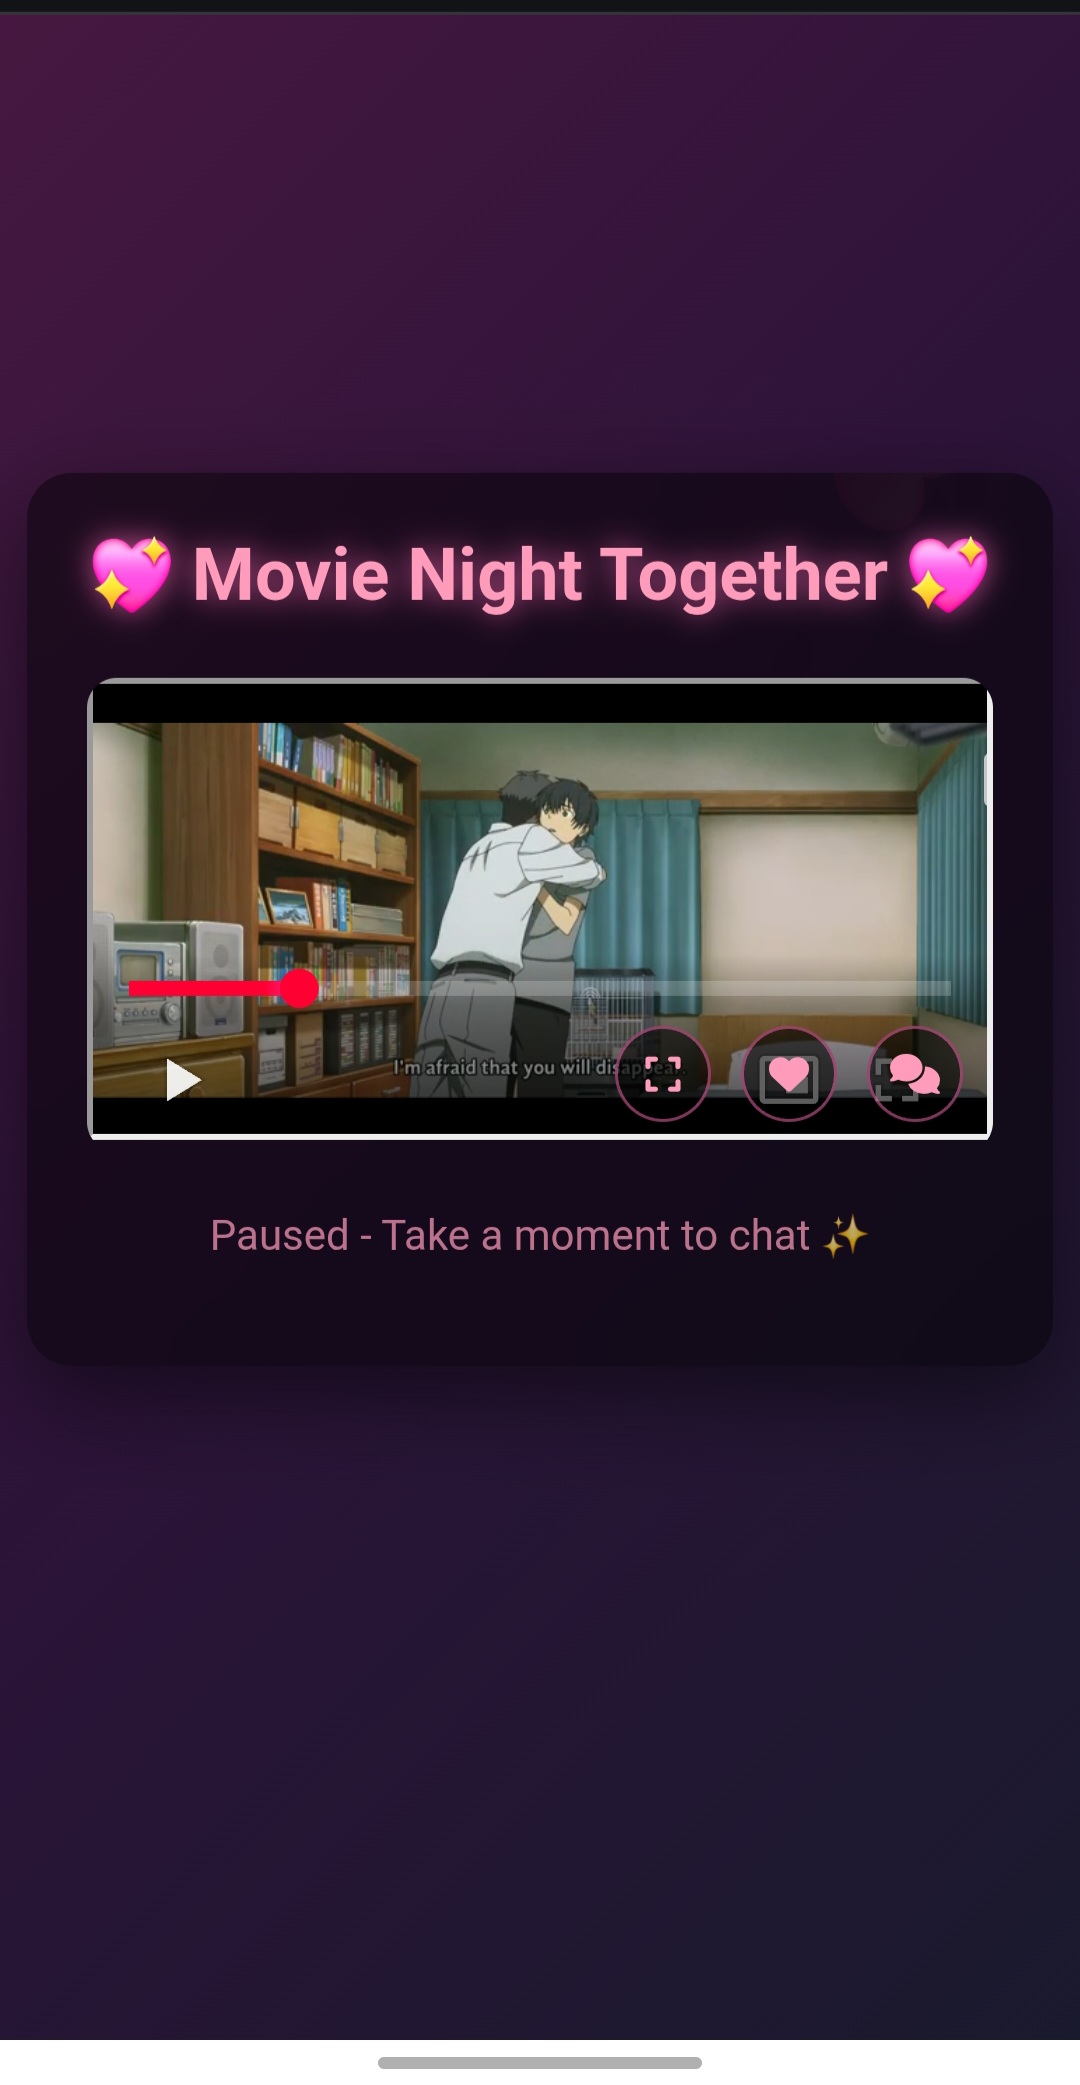 💖 Movie Night Together 💖
I'm afraid that you will disappear...
Paused - Take a moment to chat ✨